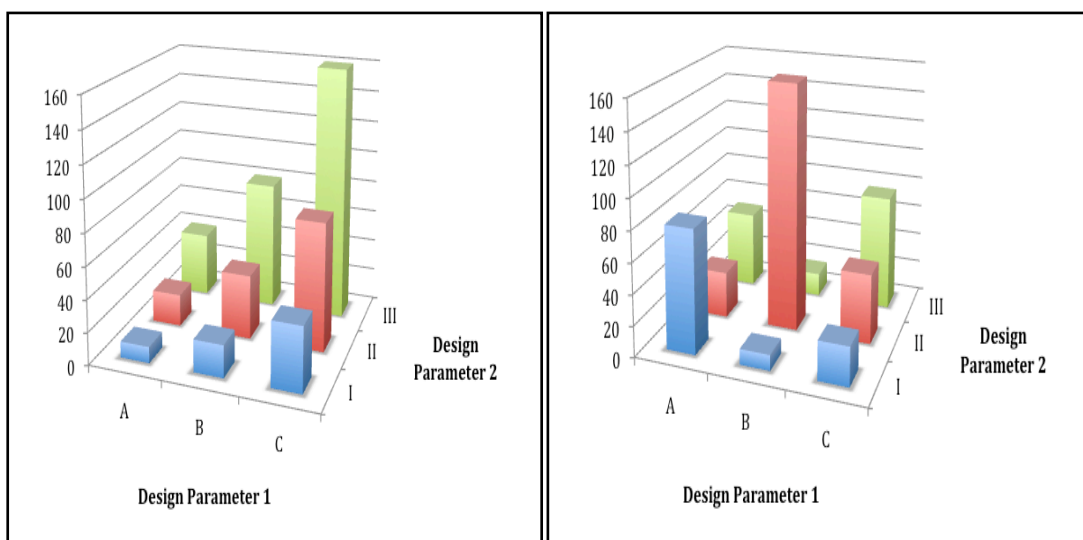 160
140
120
100
80
60
40
20
0
A
B
C
I
II
III
Design
Parameter 2
Design Parameter 1
160
140
120
100
80
60
40
20
0
A
B
C
I
II
III
Design
Parameter 2
Design Parameter 1